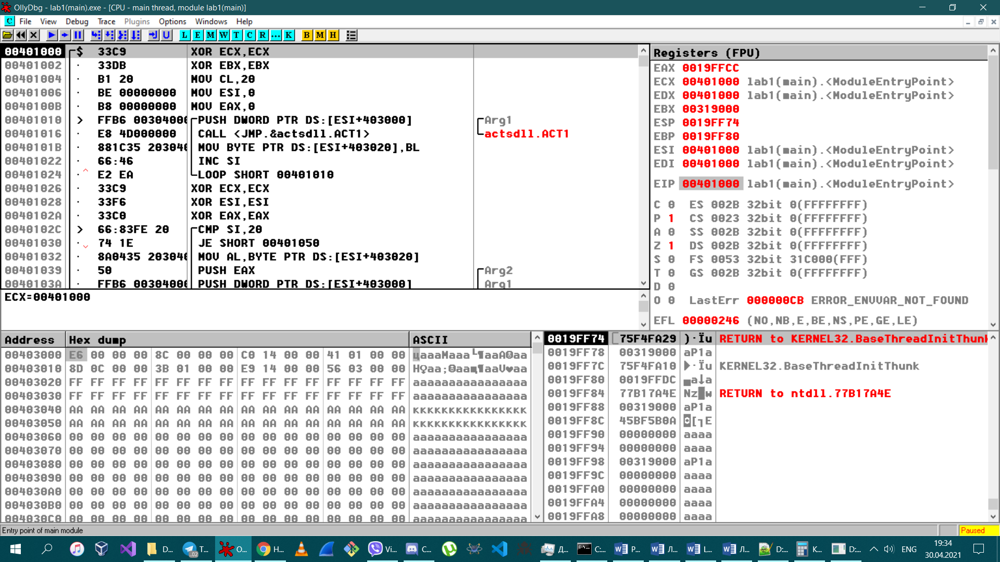 OllyDbg - lab1(main).exe - [CPU - main thread, module lab1(main)]
C File View Debug Trace Plugins Options Windows Help
L E M W T C R ... K B M H
00401000 $ 33C9 XOR ECX,ECX
00401002 · 33DB XOR EBX,EBX
00401004 · B1 20 MOV CL,20
00401006 · BE 00000000 MOV ESI,0
0040100B · B8 00000000 MOV EAX,0
00401010 > FFB6 00304000 PUSH DWORD PTR DS:[ESI+403000] Arg1
00401016 · E8 4D000000 CALL <JMP.&actsdll.ACT1> actsdll.ACT1
0040101B · 881C35 203040 MOV BYTE PTR DS:[ESI+403020],BL
00401022 · 66:46 INC SI
00401024 · E2 EA LOOP SHORT 00401010
00401026 · 33C9 XOR ECX,ECX
00401028 · 33F6 XOR ESI,ESI
0040102A · 33C0 XOR EAX,EAX
0040102C > 66:83FE 20 CMP SI,20
00401030 · 74 1E JE SHORT 00401050
00401032 · 8A0435 203040 MOV AL,BYTE PTR DS:[ESI+403020]
00401039 · 50 PUSH EAX Arg2
0040103A · FFB6 00304000 PUSH DWORD PTR DS:[ESI+403000] Arg1
ECX=00401000
Registers (FPU)
EAX 0019FFCC
ECX 00401000 lab1(main).<ModuleEntryPoint>
EDX 00401000 lab1(main).<ModuleEntryPoint>
EBX 00319000
ESP 0019FF74
EBP 0019FF80
ESI 00401000 lab1(main).<ModuleEntryPoint>
EDI 00401000 lab1(main).<ModuleEntryPoint>
EIP 00401000 lab1(main).<ModuleEntryPoint>
C 0 ES 002B 32bit 0(FFFFFFFF)
P 1 CS 0023 32bit 0(FFFFFFFF)
A 0 SS 002B 32bit 0(FFFFFFFF)
Z 1 DS 002B 32bit 0(FFFFFFFF)
S 0 FS 0053 32bit 31C000(FFF)
T 0 GS 002B 32bit 0(FFFFFFFF)
D 0
O 0 LastErr 000000CB ERROR_ENVVAR_NOT_FOUND
EFL 00000246 (NO,NB,E,BE,NS,PE,GE,LE)
Address Hex dump ASCII
00403000 E6 00 00 00 8C 00 00 00 C0 14 00 00 41 01 00 00 цaaaМaaa└¶aaA☺aa
00403010 8D 0C 00 00 3B 01 00 00 E9 14 00 00 56 03 00 00 Н♀aa;☺aa¶aaV♥aa
00403020 FF FF FF FF FF FF FF FF FF FF FF FF FF FF FF FF aaaaaaaaaaaaaaaa
00403030 FF FF FF FF FF FF FF FF FF FF FF FF FF FF FF FF aaaaaaaaaaaaaaaa
00403040 AA AA AA AA AA AA AA AA AA AA AA AA AA AA AA AA кккккккккккккккк
00403050 AA AA AA AA AA AA AA AA AA AA AA AA AA AA AA AA кккккккккккккккк
00403060 00 00 00 00 00 00 00 00 00 00 00 00 00 00 00 00 aaaaaaaaaaaaaaaa
00403070 00 00 00 00 00 00 00 00 00 00 00 00 00 00 00 00 aaaaaaaaaaaaaaaa
00403080 00 00 00 00 00 00 00 00 00 00 00 00 00 00 00 00 aaaaaaaaaaaaaaaa
00403090 00 00 00 00 00 00 00 00 00 00 00 00 00 00 00 00 aaaaaaaaaaaaaaaa
004030A0 00 00 00 00 00 00 00 00 00 00 00 00 00 00 00 00 aaaaaaaaaaaaaaaa
004030B0 00 00 00 00 00 00 00 00 00 00 00 00 00 00 00 00 aaaaaaaaaaaaaaaa
004030C0 00 00 00 00 00 00 00 00 00 00 00 00 00 00 00 00 aaaaaaaaaaaaaaaa
0019FF74 75F4FA29 )·Їu RETURN to KERNEL32.BaseThreadInitThunk
0019FF78 00319000 aP1a
0019FF7C 75F4FA10 ►·Їu KERNEL32.BaseThreadInitThunk
0019FF80 0019FFDC ▄a↓a
0019FF84 77B17A4E Nz▓w RETURN to ntdll.77B17A4E
0019FF88 00319000 aP1a
0019FF8C 45BF5B0A ◙[┐E
0019FF90 00000000 aaaa
0019FF94 00000000 aaaa
0019FF98 00319000 aP1a
0019FF9C 00000000 aaaa
0019FFA0 00000000 aaaa
0019FFA4 00000000 aaaa
0019FFA8 00000000 aaaa
Entry point of main module Paused
D... T... O... H... Vi... C... Д... C:... P... Л... L... Л... D:... K... D:... ENG 19:34
30.04.2021